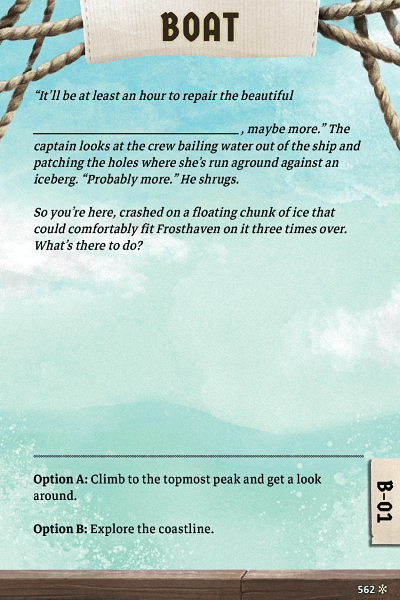 BOAT
“It’ll be at least an hour to repair the beautiful
______________________________, maybe more.” The
captain looks at the crew bailing water out of the ship and
patching the holes where she’s run aground against an
iceberg. “Probably more.” He shrugs.
So you’re here, crashed on a floating chunk of ice that
could comfortably fit Frosthaven on it three times over.
What’s there to do?
Option A: Climb to the topmost peak and get a look
around.
Option B: Explore the coastline.
B-01
562